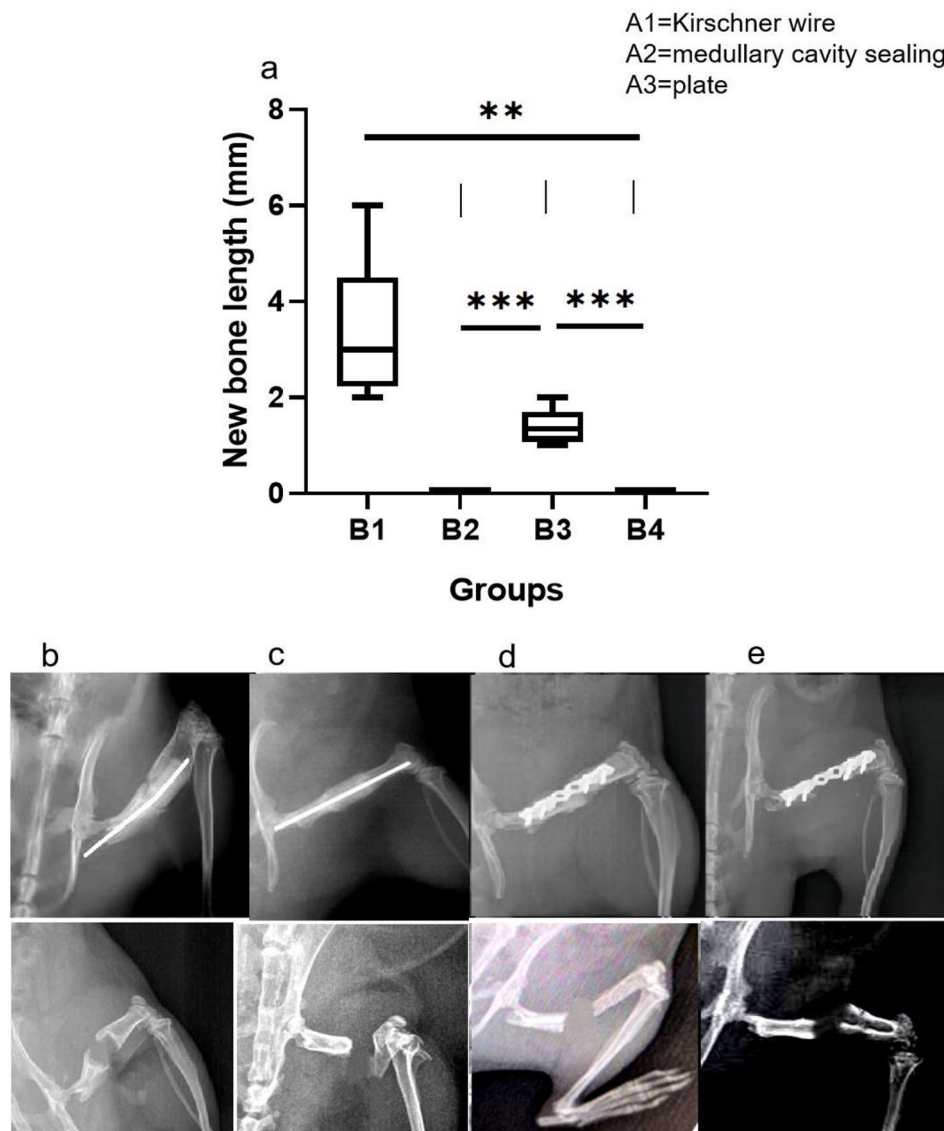 A1=Kirschner wire
A2=medullary cavity sealing
A3=plate
a
8
**
6
New bone length (mm)
4
*** ***
2
0
B1 B2 B3 B4
Groups
b c d e